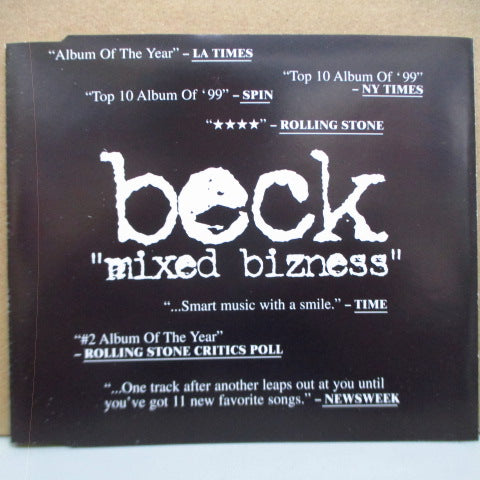 “Album Of The Year” – LA TIMES
“Top 10 Album Of ‘99”
– NY TIMES
“Top 10 Album Of ‘99” – SPIN
“★★★★” – ROLLING STONE
beck
"mixed bizness"
“...Smart music with a smile.” – TIME
“#2 Album Of The Year”
– ROLLING STONE CRITICS POLL
“...One track after another leaps out at you until
you’ve got 11 new favorite songs.” – NEWSWEEK